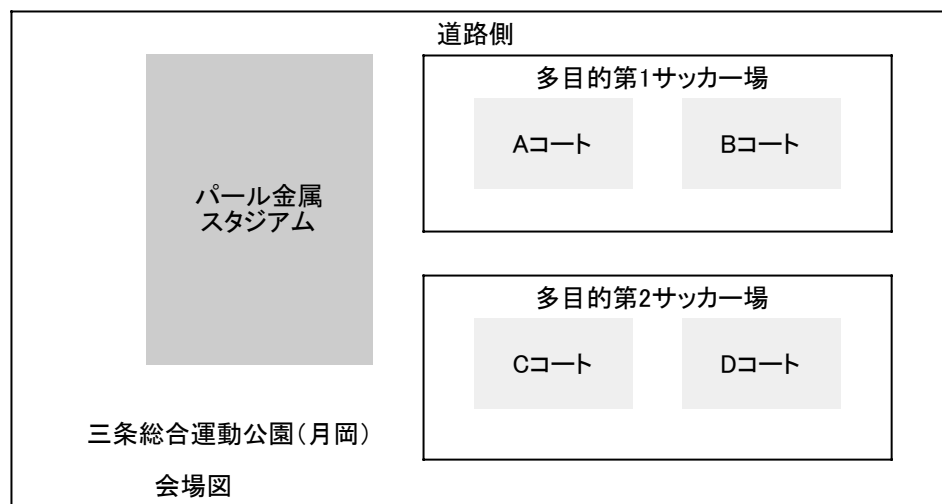 道路側
多目的第1サッカー場
Aコート
Bコート
パール金属
スタジアム
多目的第2サッカー場
Cコート
Dコート
三条総合運動公園（月岡）
会場図